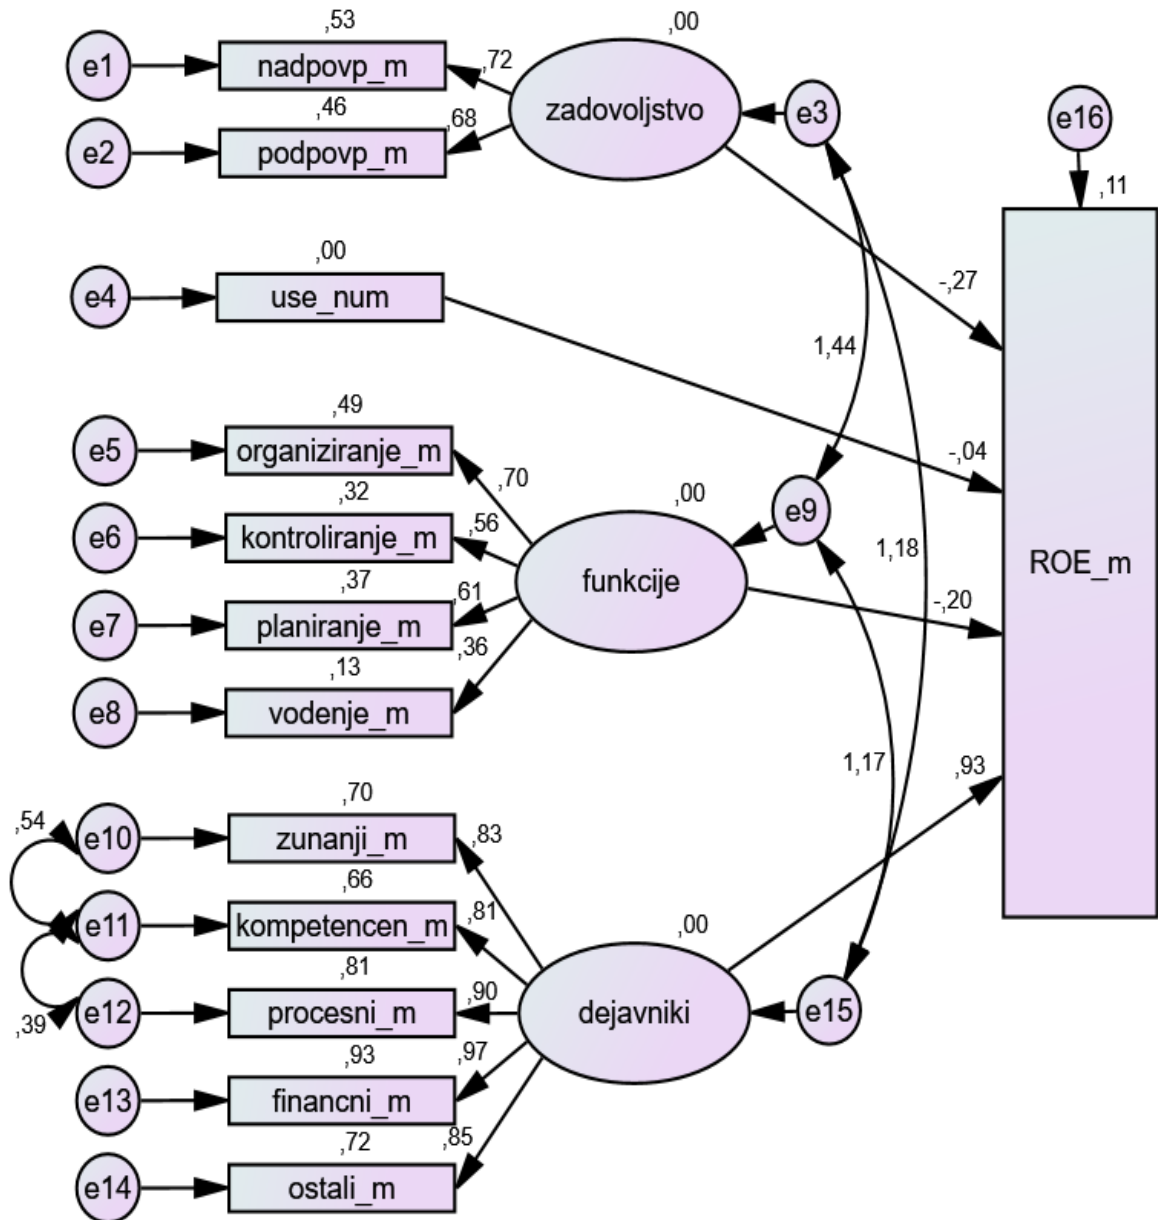 ,53
,00
e1
nadpovp_m
,72
zadovoljstvo
e3
e16
,46
,68
e2
podpovp_m
,11
,00
e4
use_num
-,27
1,44
,49
e5
organiziranje_m
,70
-,04
,32
,00
e6
kontroliranje_m
,56
e9
1,18
ROE_m
,37
funkcije
e7
planiranje_m
,61
-,20
,13
,36
e8
vodenje_m
1,17
,93
,70
,54
e10
zunanji_m
,83
,66
e11
kompetencen_m
,81
,00
,81
e12
procesni_m
,90
dejavniki
e15
,39
,93
,97
e13
financni_m
,72
,85
e14
ostali_m